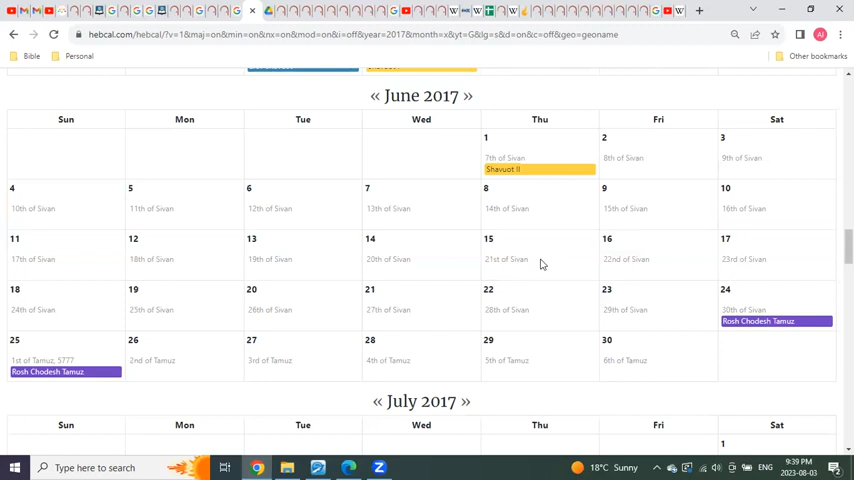 hebcal.com/hebcal/?v=1&maj=on&min=on&nx=on&mod=on&i=off&year=2017&month=x&yt=G&lg=s&d=on&c=off&geo=geoname
AI
Bible
Personal
Other bookmarks
« June 2017 »
Sun Mon Tue Wed Thu Fri Sat
1 2 3
7th of Sivan 8th of Sivan 9th of Sivan
Shavuot II
4 5 6 7 8 9 10
10th of Sivan 11th of Sivan 12th of Sivan 13th of Sivan 14th of Sivan 15th of Sivan 16th of Sivan
11 12 13 14 15 16 17
17th of Sivan 18th of Sivan 19th of Sivan 20th of Sivan 21st of Sivan 22nd of Sivan 23rd of Sivan
18 19 20 21 22 23 24
24th of Sivan 25th of Sivan 26th of Sivan 27th of Sivan 28th of Sivan 29th of Sivan 30th of Sivan
Rosh Chodesh Tamuz
25 26 27 28 29 30
1st of Tamuz, 5777 2nd of Tamuz 3rd of Tamuz 4th of Tamuz 5th of Tamuz 6th of Tamuz
Rosh Chodesh Tamuz
« July 2017 »
Sun Mon Tue Wed Thu Fri Sat
1
Type here to search
18°C Sunny
ENG
9:39 PM
2023-08-03
2